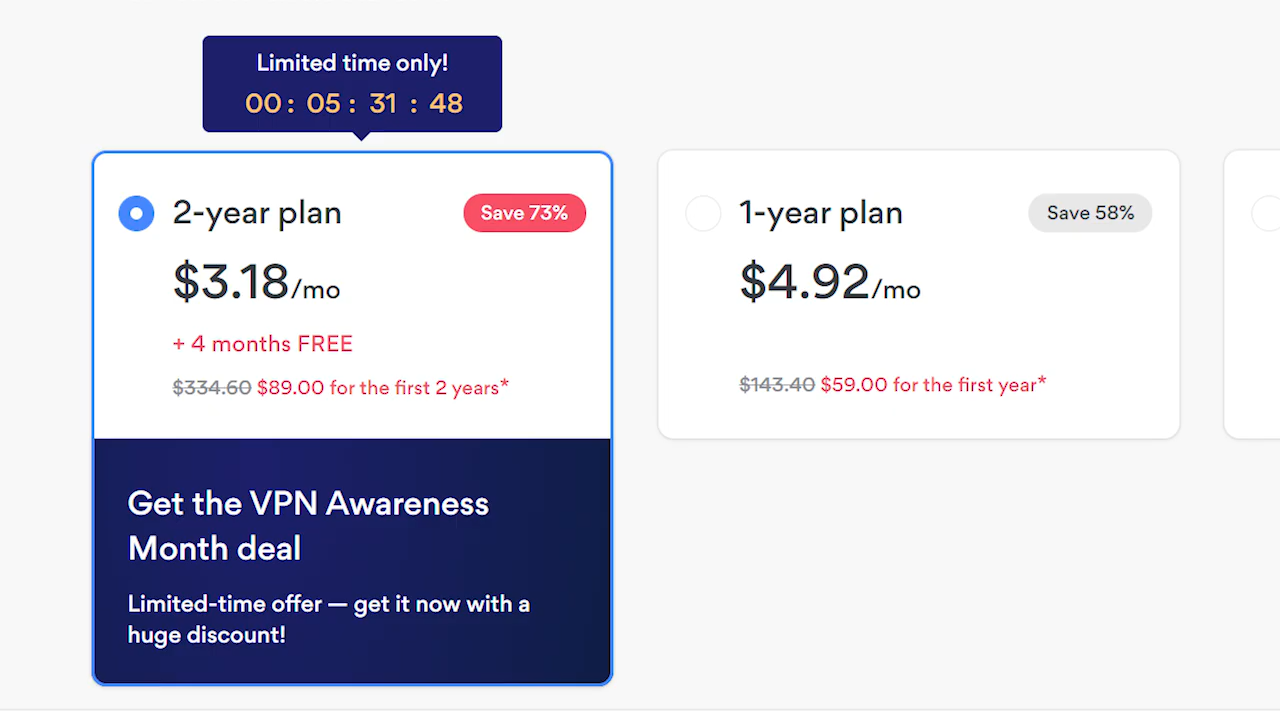 Limited time only!
00 : 05 : 31 : 48
2-year plan
Save 73%
$3.18/mo
+ 4 months FREE
$334.60 $89.00 for the first 2 years*
Get the VPN Awareness
Month deal
Limited-time offer — get it now with a
huge discount!
1-year plan
Save 58%
$4.92/mo
$143.40 $59.00 for the first year*